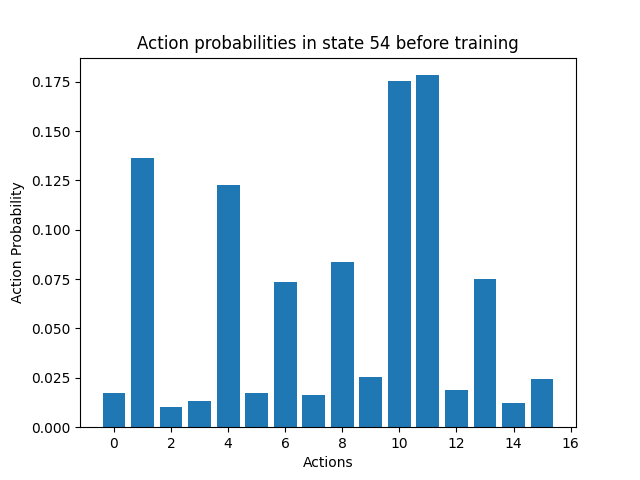 Action probabilities in state 54 before training
0.175
0.150
0.125
0.100
0.075
0.050
0.025
0.000
Action Probability
0 2 4 6 8 10 12 14 16
Actions